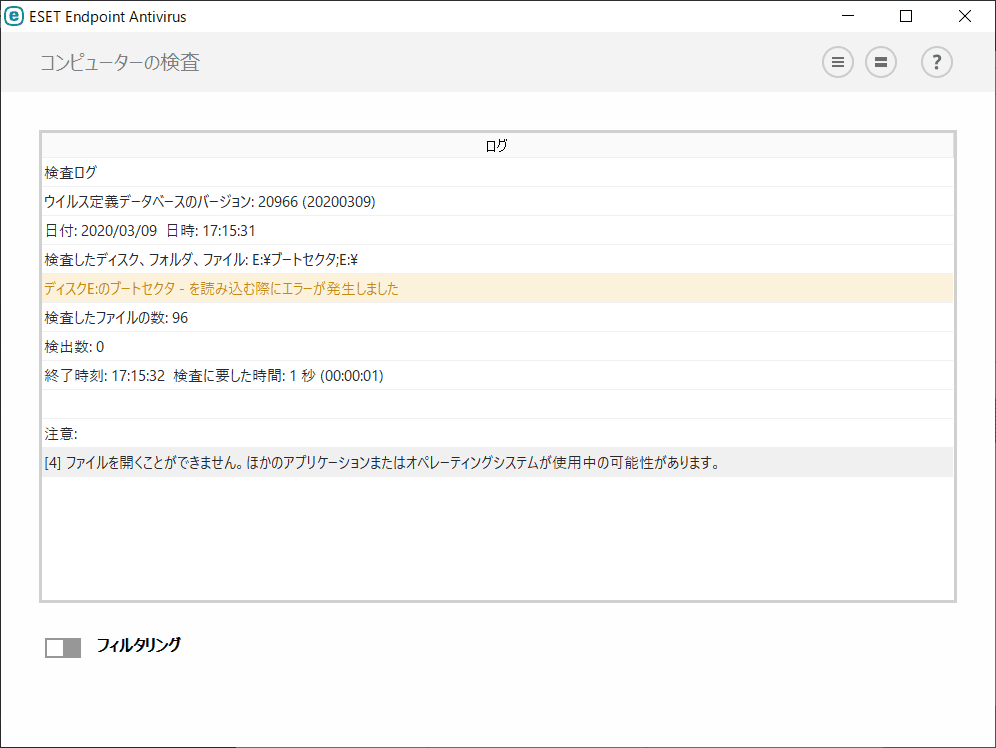 ESET Endpoint Antivirus
コンピューターの検査
?
ログ
検査ログ
ウイルス定義データベースのバージョン: 20966 (20200309)
日付: 2020/03/09  日時: 17:15:31
検査したディスク、フォルダ、ファイル: E:¥ブートセクタ;E:¥
ディスクE:のブートセクタ - を読み込む際にエラーが発生しました
検査したファイルの数: 96
検出数: 0
終了時刻: 17:15:32  検査に要した時間: 1 秒 (00:00:01)
注意:
[4] ファイルを開くことができません。ほかのアプリケーションまたはオペレーティングシステムが使用中の可能性があります。
フィルタリング